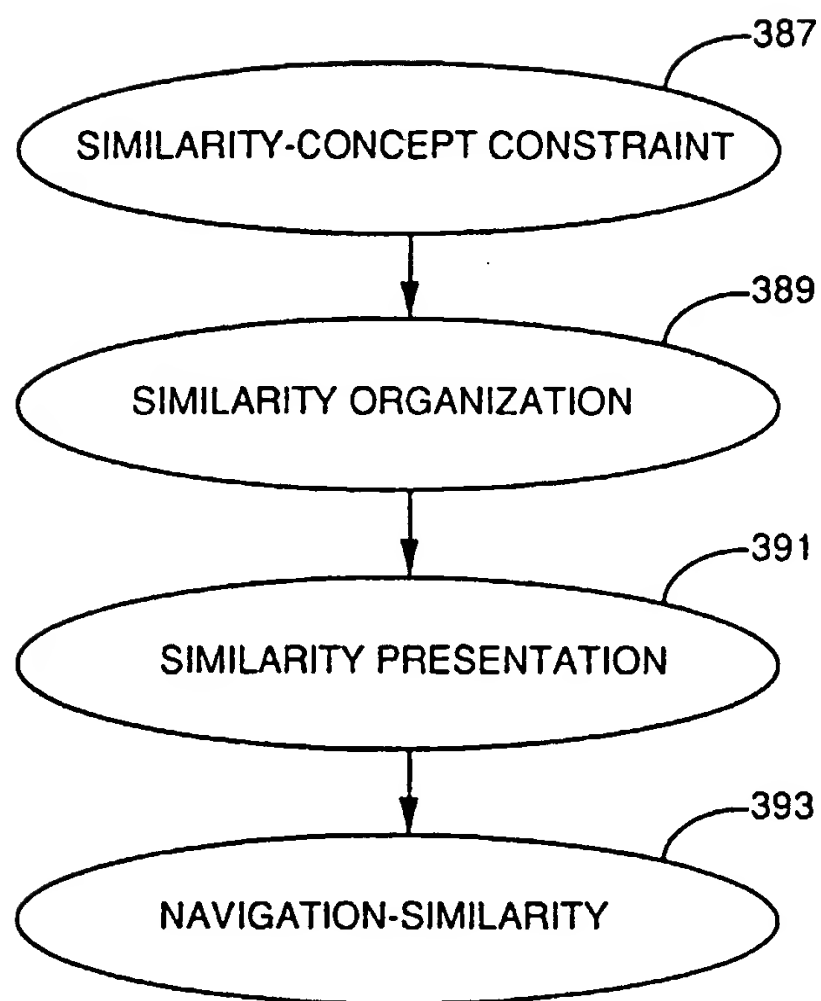 387
SIMILARITY-CONCEPT CONSTRAINT
389
SIMILARITY ORGANIZATION
391
SIMILARITY PRESENTATION
393
NAVIGATION-SIMILARITY